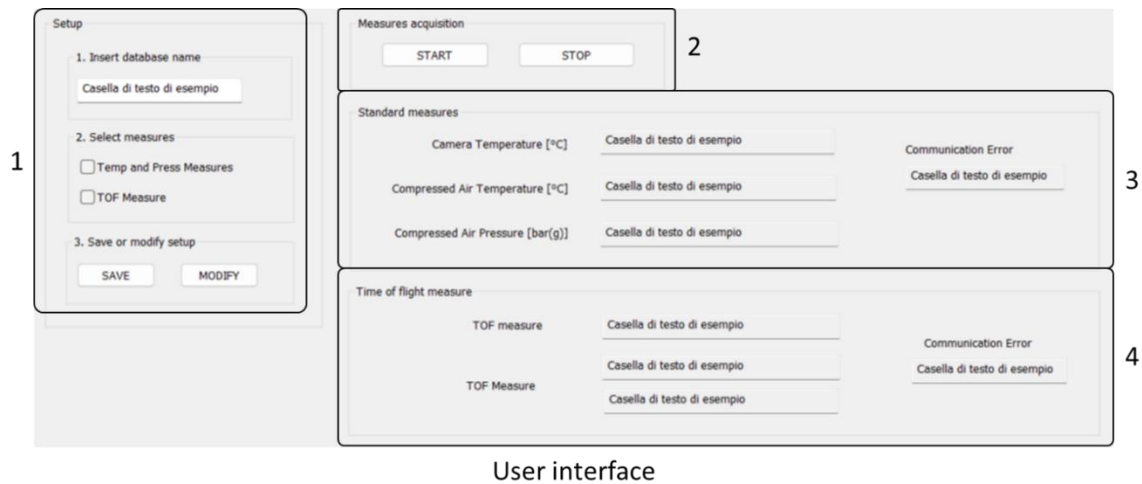 Setup
1. Insert database name
Casella di testo di esempio
2. Select measures
Temp and Press Measures
TOF Measure
3. Save or modify setup
SAVE MODIFY
1
Measures acquisition
START STOP
2
Standard measures
Camera Temperature [°C] Casella di testo di esempio
Compressed Air Temperature [°C] Casella di testo di esempio
Compressed Air Pressure [bar(g)] Casella di testo di esempio
Communication Error
Casella di testo di esempio
3
Time of flight measure
TOF measure Casella di testo di esempio
Casella di testo di esempio
TOF Measure
Casella di testo di esempio
Communication Error
Casella di testo di esempio
4
User interface